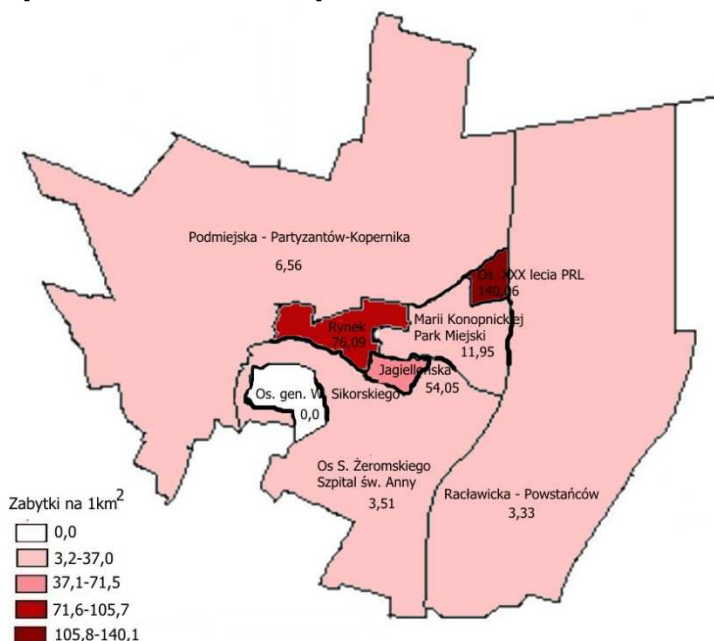 Podmiejska - Partyzantów-Kopernika
6,56
Os. XXX lecia PRL
140,06
Rynek
76,09
Marii Konopnickiej
Park Miejski
11,95
Jagiellońska
54,05
Os. gen. W. Sikorskiego
0,0
Os S. Żeromskiego
Szpital św. Anny
3,51
Racławicka - Powstańców
3,33
Zabytki na 1km²
0,0
3,2-37,0
37,1-71,5
71,6-105,7
105,8-140,1